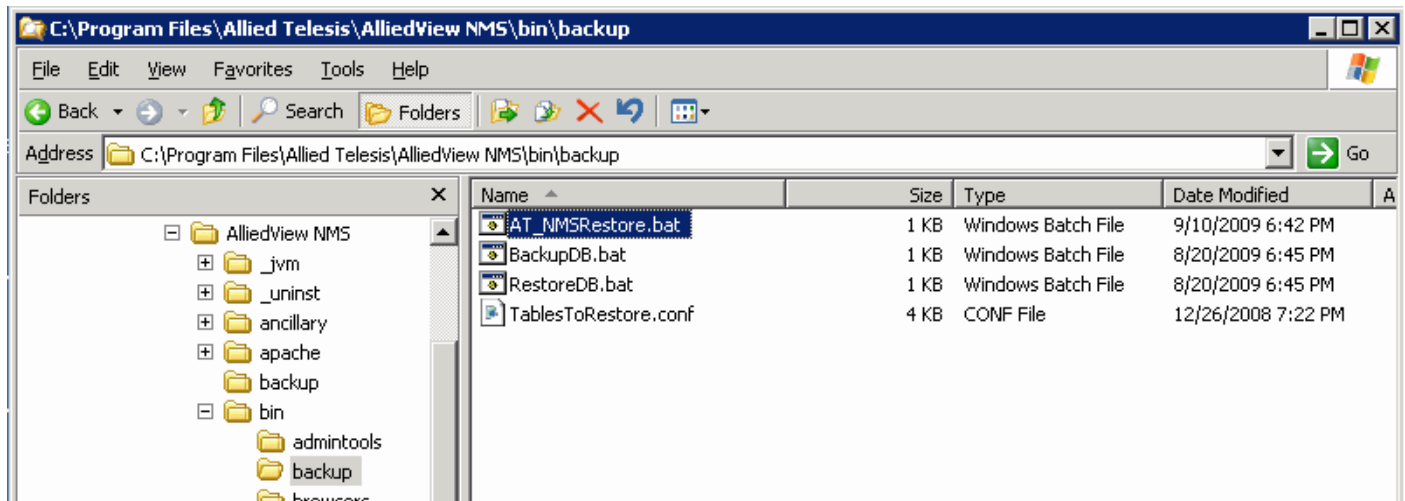 C:\Program Files\Allied Telesis\AlliedView NMS\bin\backup
File Edit View Favorites Tools Help
Back Search Folders
Address C:\Program Files\Allied Telesis\AlliedView NMS\bin\backup Go
Folders
AlliedView NMS
_jvm
_uninst
ancillary
apache
backup
bin
admintools
backup
browsers
Name Size Type Date Modified A
AT_NMSRestore.bat 1 KB Windows Batch File 9/10/2009 6:42 PM
BackupDB.bat 1 KB Windows Batch File 8/20/2009 6:45 PM
RestoreDB.bat 1 KB Windows Batch File 8/20/2009 6:45 PM
TablesToRestore.conf 4 KB CONF File 12/26/2008 7:22 PM